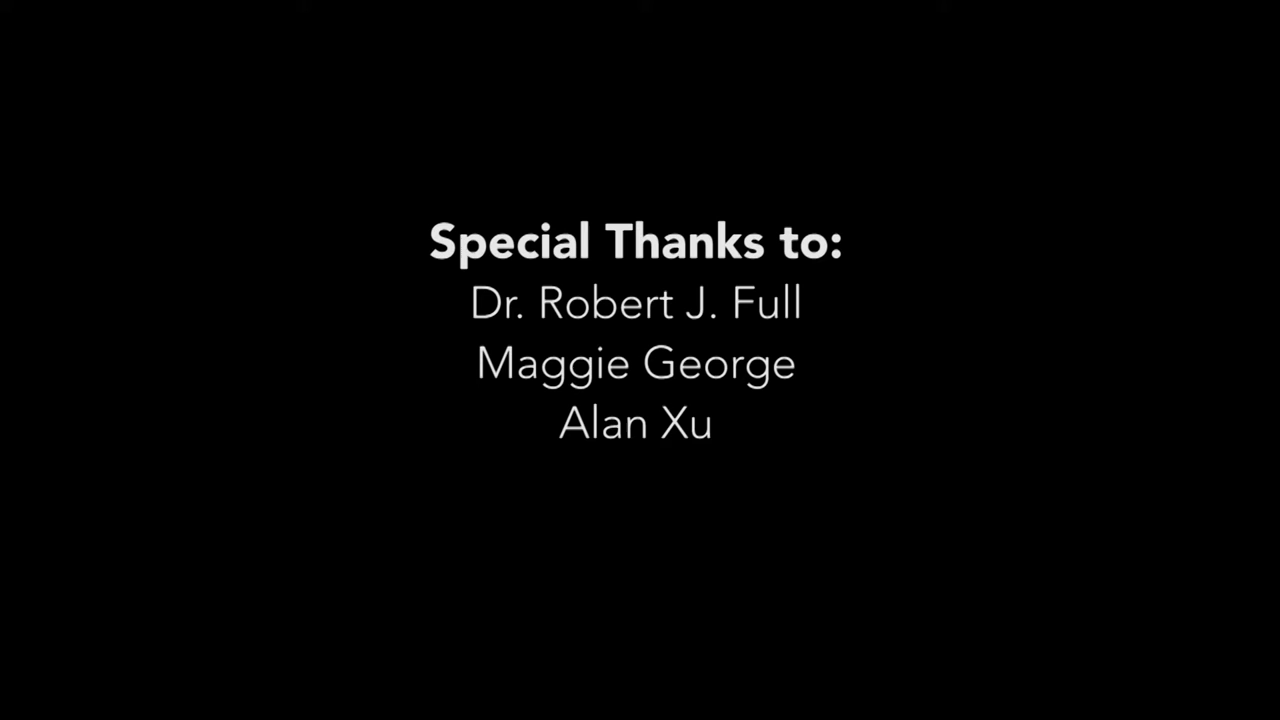 Special Thanks to:
Dr. Robert J. Full
Maggie George
Alan Xu